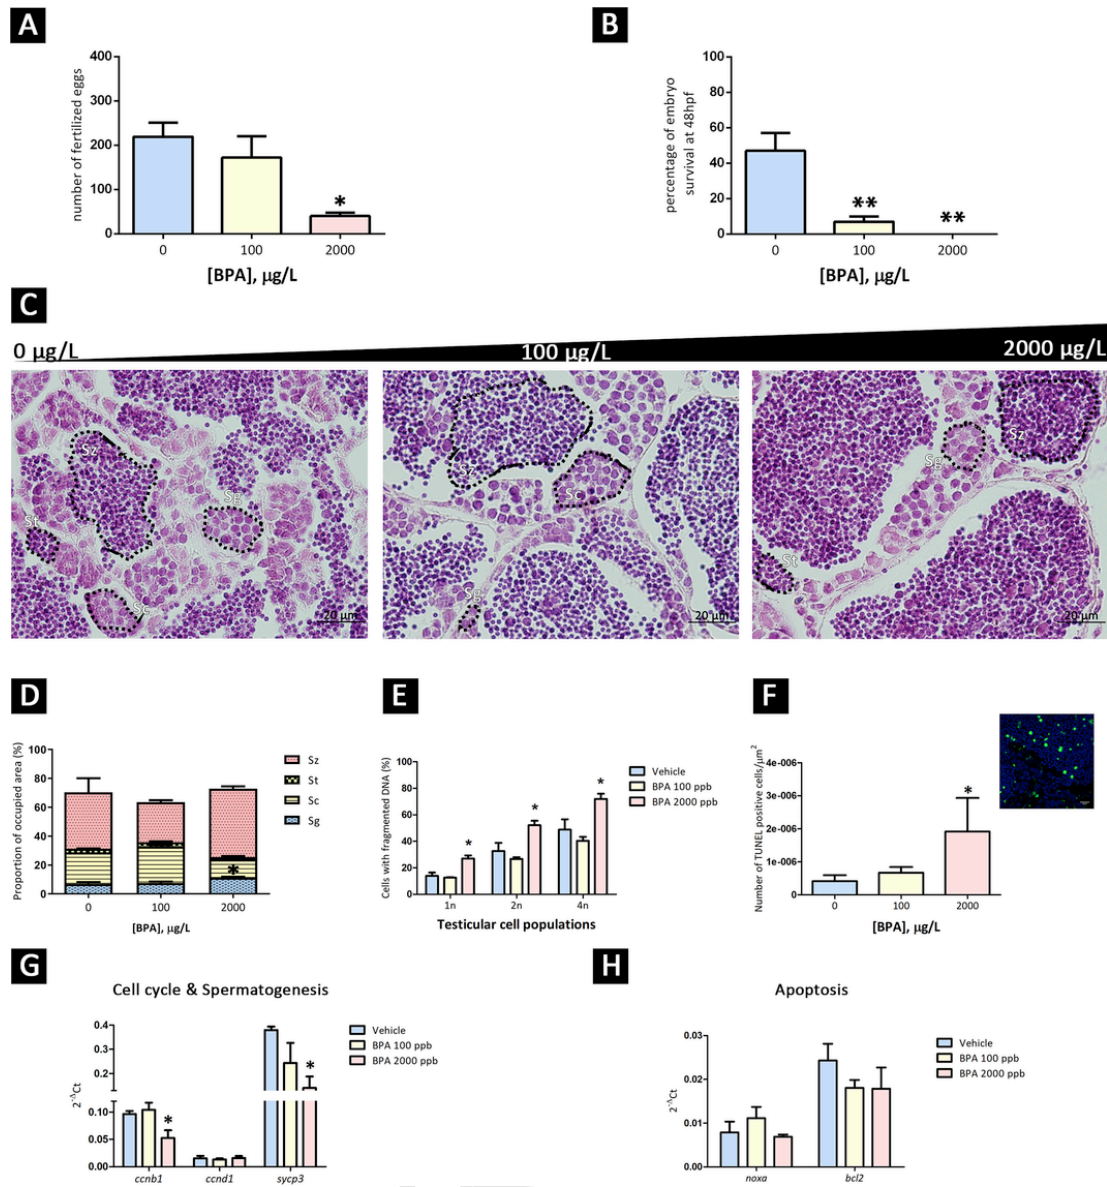 A
B
400
300
200
100
0
number of fertilized eggs
*
0
100
2000
[BPA], µg/L
100
80
60
40
20
0
percentage of embryo
survival at 48hpf
**
**
0
100
2000
[BPA], µg/L
C
0 µg/L
100 µg/L
2000 µg/L
Sz
Sg
St
Sc
20 µm
Sz
Sc
Sg
20 µm
Sz
Sg
St
20 µm
D
100
80
60
40
20
0
Proportion of occupied area (%)
*
0
100
2000
[BPA], µg/L
Sz
St
Sc
Sg
E
100
80
60
40
20
0
Cells with fragmented DNA (%)
*
*
*
1n
2n
4n
Testicular cell populations
Vehicle
BPA 100 ppb
BPA 2000 ppb
F
4e-006
3e-006
2e-006
1e-006
0
Number of TUNEL positive cells/µm²
*
0
100
2000
[BPA], µg/L
G
Cell cycle & Spermatogenesis
0.4
0.3
0.2
0.10
0.05
0.00
2^-ΔCt
*
*
ccnb1
ccnd1
sycp3
Vehicle
BPA 100 ppb
BPA 2000 ppb
H
Apoptosis
0.03
0.02
0.01
0.00
2^-ΔCt
noxa
bcl2
Vehicle
BPA 100 ppb
BPA 2000 ppb